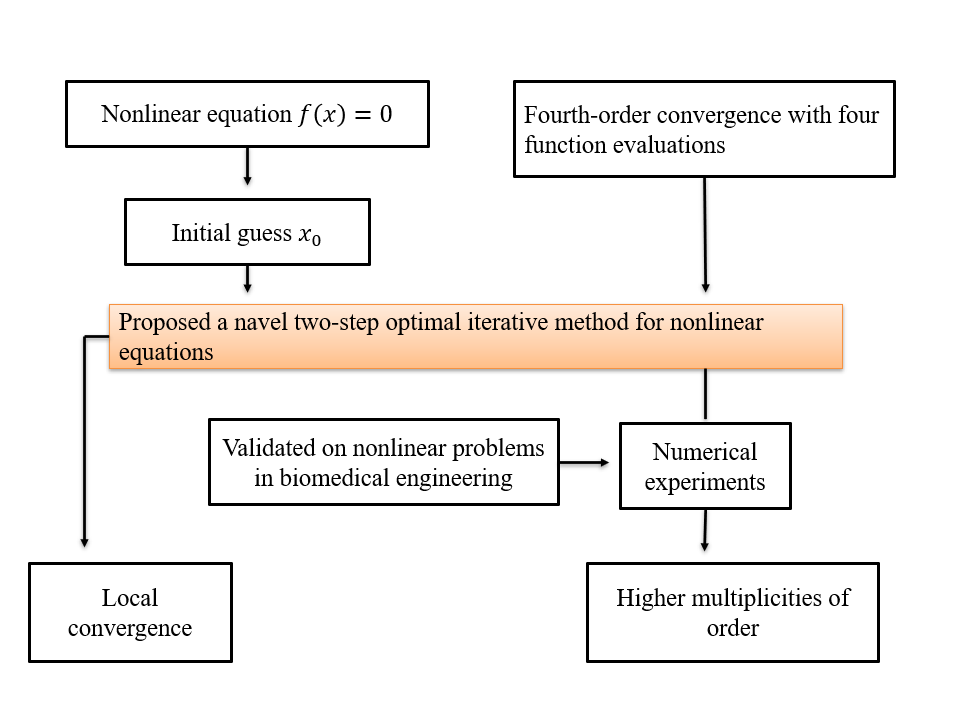 Nonlinear equation f(x) = 0
Fourth-order convergence with four
function evaluations
Initial guess x₀
Proposed a navel two-step optimal iterative method for nonlinear
equations
Validated on nonlinear problems
in biomedical engineering
Numerical
experiments
Local
convergence
Higher multiplicities of
order